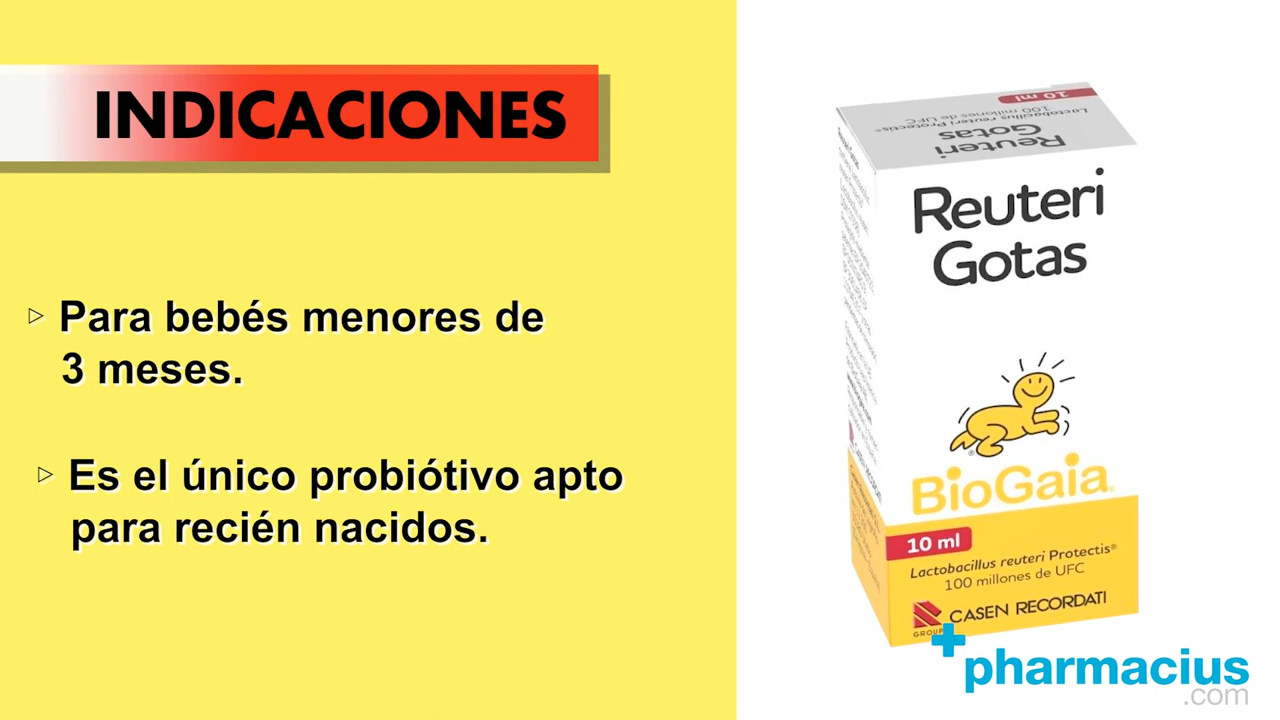 INDICACIONES
Para bebés menores de
3 meses.
Es el único probiótivo apto
para recién nacidos.
10 ml
Lactobacillus reuteri Protectis®
100 millones de UFC
Reuteri
Gotas
Reuteri
Gotas
BioGaia®
10 ml
Lactobacillus reuteri Protectis®
100 millones de UFC
CASEN RECORDATI
GROUP
pharmacius
.com